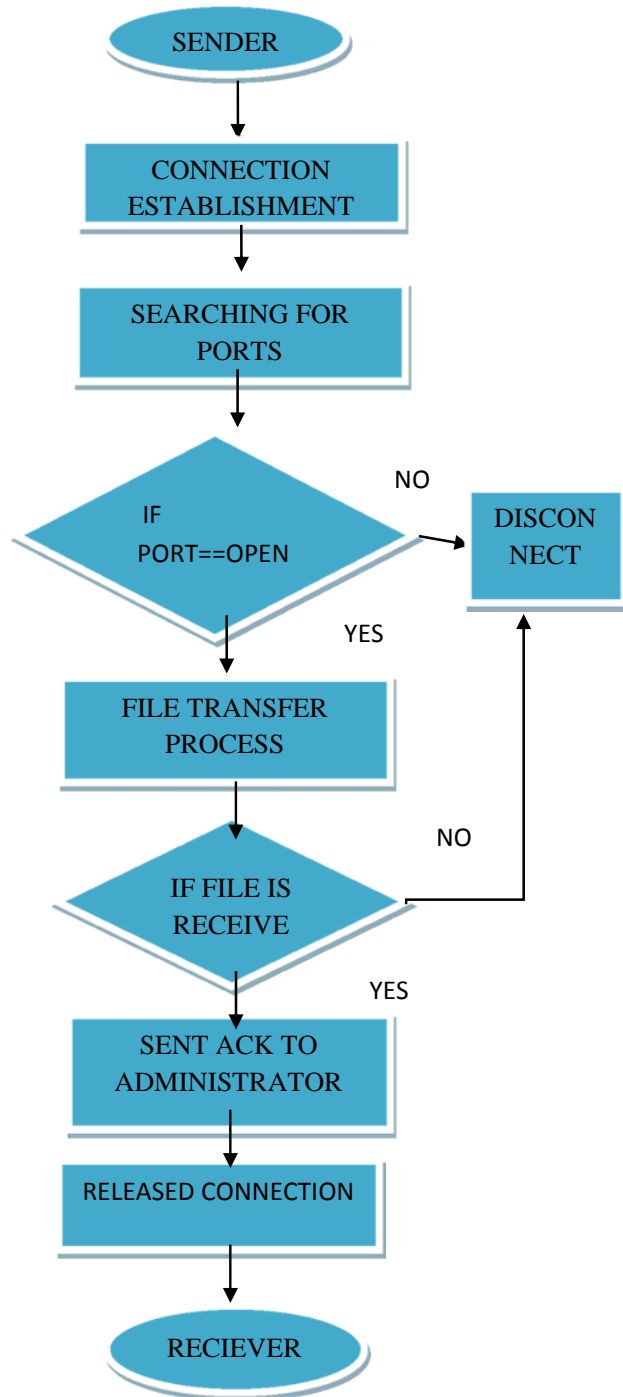 SENDER
CONNECTION
ESTABLISHMENT
SEARCHING FOR
PORTS
IF
PORT==OPEN
NO
DISCON
NECT
YES
FILE TRANSFER
PROCESS
IF FILE IS
RECEIVE
NO
YES
SENT ACK TO
ADMINISTRATOR
RELEASED CONNECTION
RECIEVER